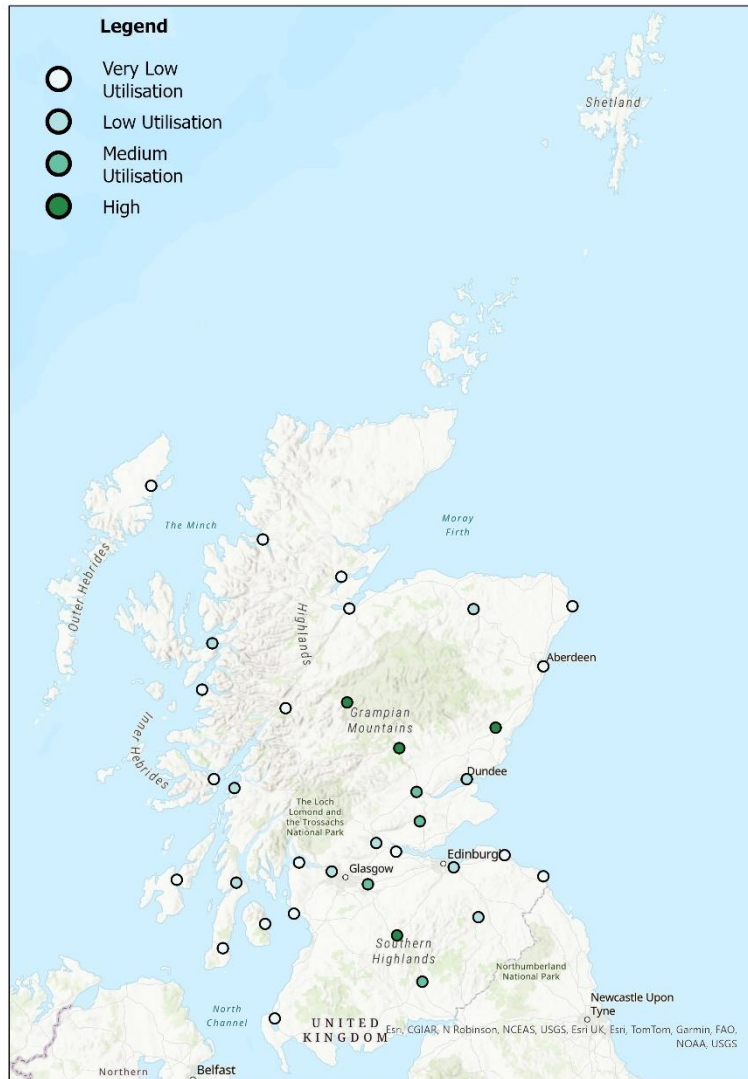 Legend
Very Low
Utilisation
Low Utilisation
Medium
Utilisation
High
Shetland
Outer Hebrides
The Minch
Moray
Firth
Highlands
Aberdeen
Inner Hebrides
Grampian
Mountains
Dundee
The Loch
Lomond and
the Trossachs
National Park
Edinburgh
Glasgow
Southern
Highlands
Northumberland
National Park
North
Channel
Newcastle Upon
Tyne
UNITED
KINGDOM
Esri, CGIAR, N Robinson, NCEAS, USGS, Esri UK, Esri, TomTom, Garmin, FAO,
NOAA, USGS
Northern
Belfast